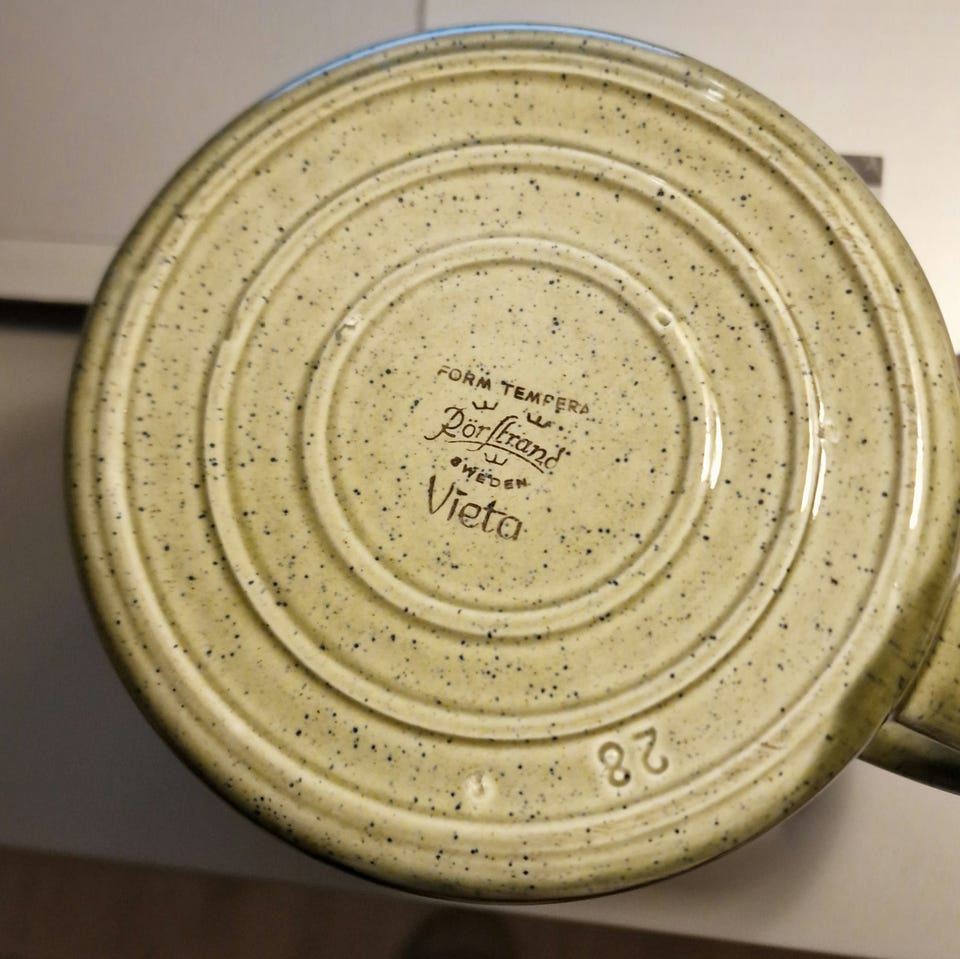 FORM TEMPERA
Rörstrand
SWEDEN
Vieta
28